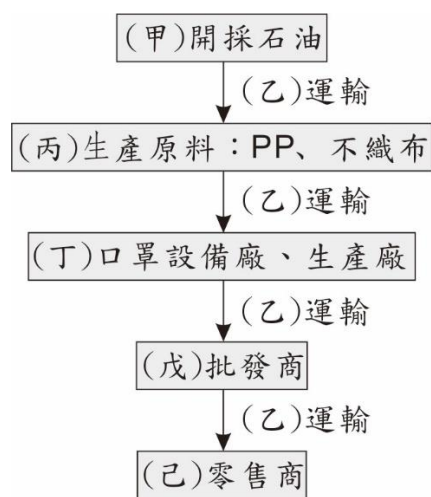 (甲)開採石油
(乙)運輸
(丙)生產原料：PP、不織布
(乙)運輸
(丁)口罩設備廠、生產廠
(乙)運輸
(戊)批發商
(乙)運輸
(己)零售商